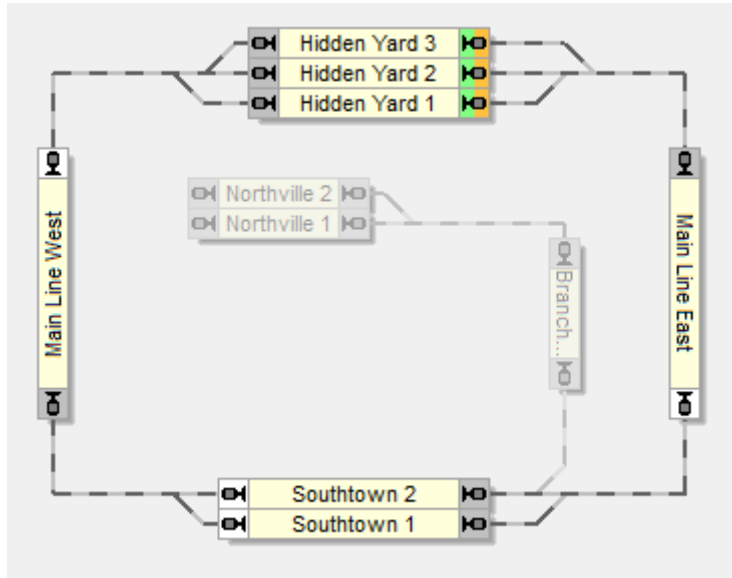 Hidden Yard 3
Hidden Yard 2
Hidden Yard 1
Northville 2
Northville 1
Main Line West
Branch...
Main Line East
Southtown 2
Southtown 1